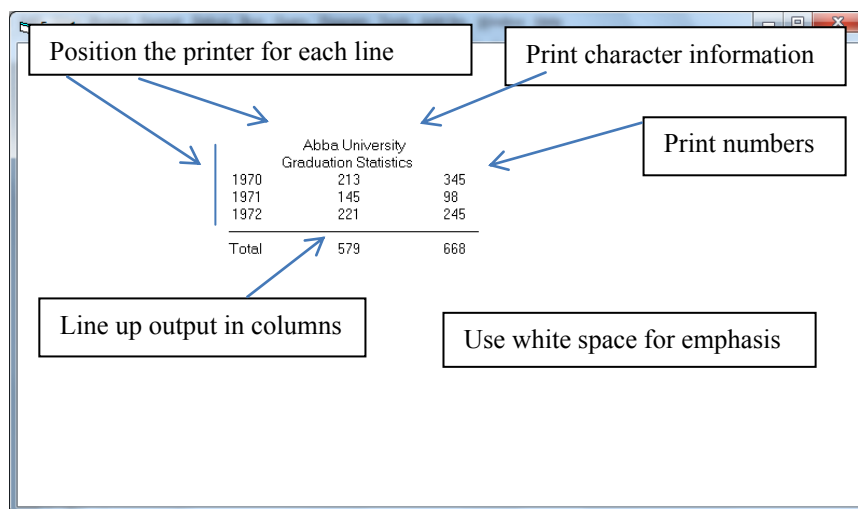 Position the printer for each line
Print character information
Print numbers
Abba University
Graduation Statistics
1970 213 345
1971 145 98
1972 221 245
Total 579 668
Line up output in columns
Use white space for emphasis